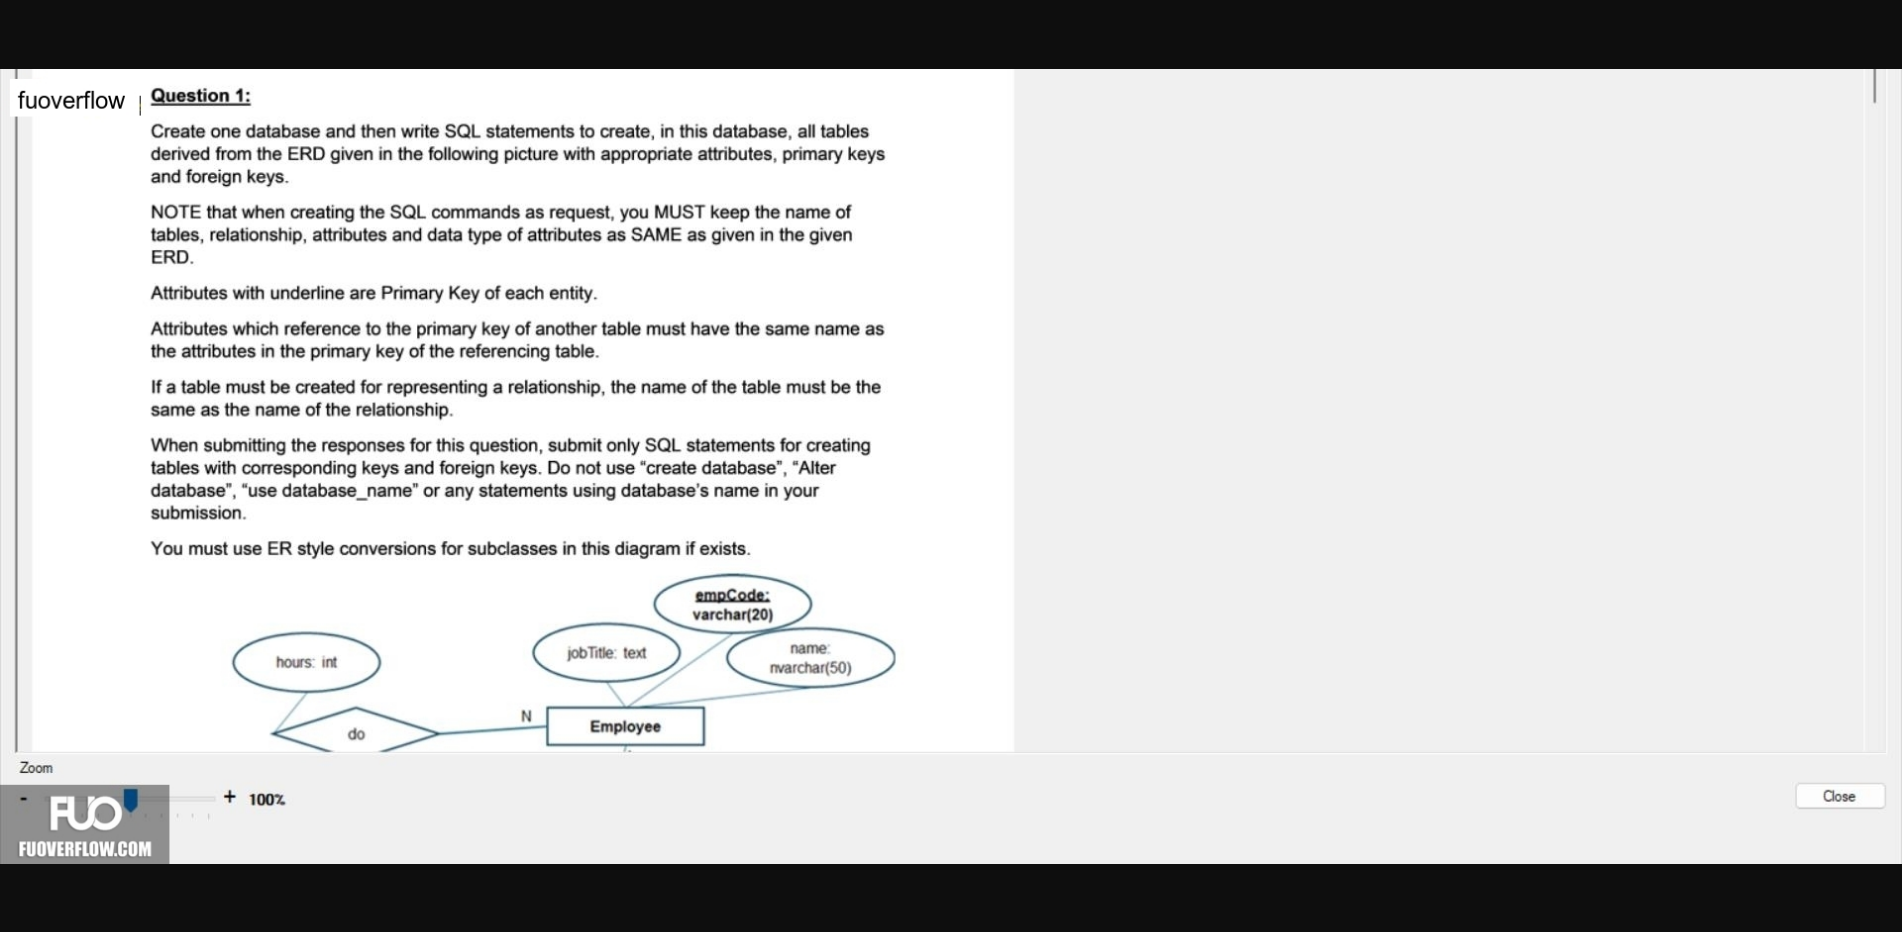 fuoverflow
Question 1:
Create one database and then write SQL statements to create, in this database, all tables
derived from the ERD given in the following picture with appropriate attributes, primary keys
and foreign keys.
NOTE that when creating the SQL commands as request, you MUST keep the name of
tables, relationship, attributes and data type of attributes as SAME as given in the given
ERD.
Attributes with underline are Primary Key of each entity.
Attributes which reference to the primary key of another table must have the same name as
the attributes in the primary key of the referencing table.
If a table must be created for representing a relationship, the name of the table must be the
same as the name of the relationship.
When submitting the responses for this question, submit only SQL statements for creating
tables with corresponding keys and foreign keys. Do not use “create database”, “Alter
database”, “use database_name” or any statements using database’s name in your
submission.
You must use ER style conversions for subclasses in this diagram if exists.
empCode:
varchar(20)
hours: int
jobTitle: text
name:
nvarchar(50)
N
Employee
do
Zoom
- + 100%
Close
FUO
FUOVERFLOW.COM